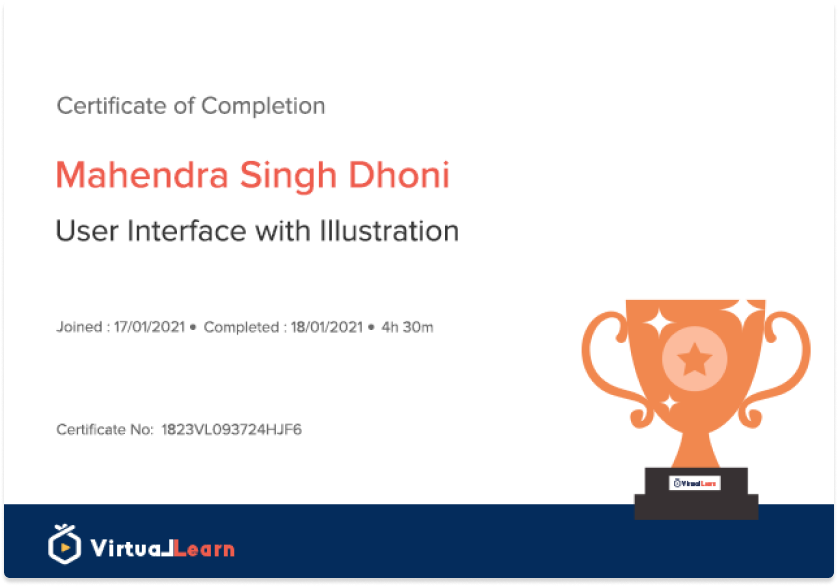 Certificate of Completion
Mahendra Singh Dhoni
User Interface with Illustration
Joined : 17/01/2021 • Completed : 18/01/2021 • 4h 30m
Certificate No: 1823VL093724HJF6
VirtualLearn
VirtualLearn